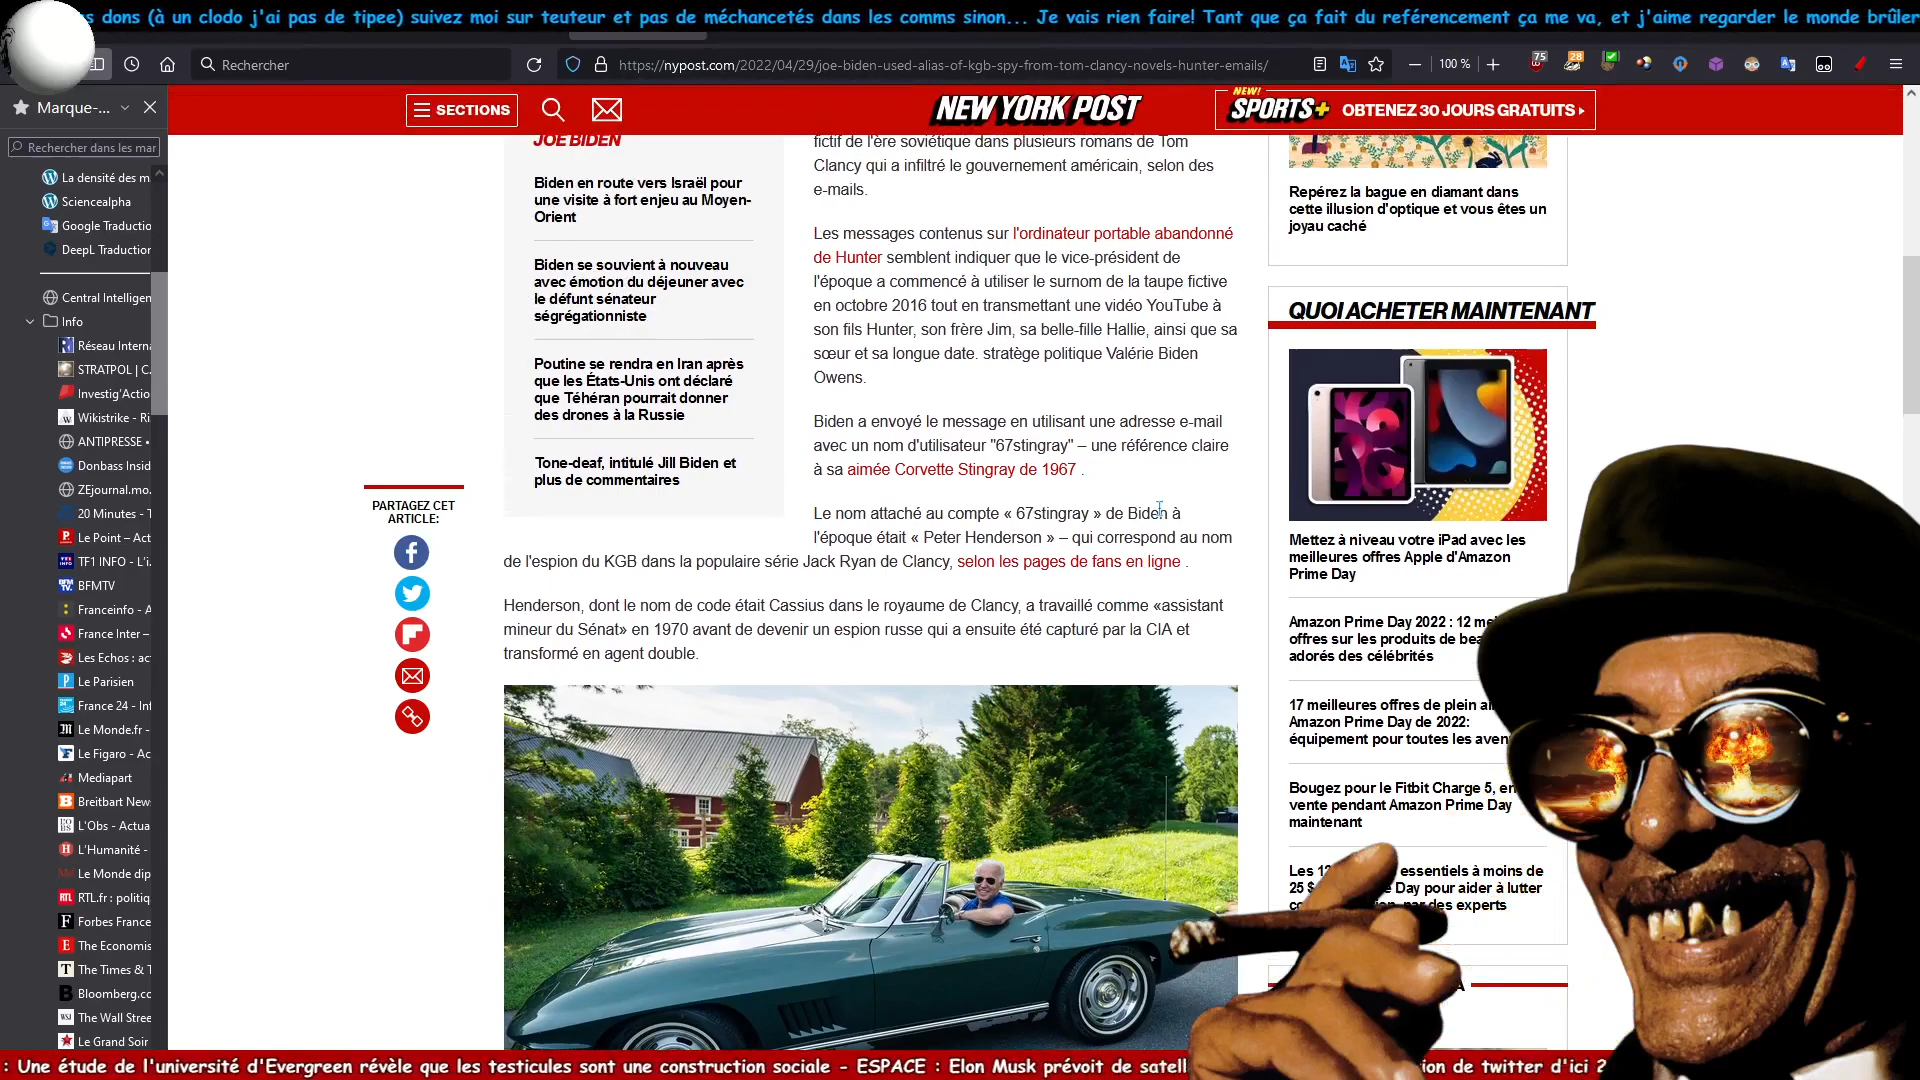 s dons (à un clodo j'ai pas de tipee) suivez moi sur teuteur et pas de méchancetés dans les comms sinon... Je vais rien faire! Tant que ça fait du reférencement ça me va, et j'aime regarder le monde brûler
Rechercher
https://nypost.com/2022/04/29/joe-biden-used-alias-of-kgb-spy-from-tom-clancy-novels-hunter-emails/
100 %
75
28
Marque-...
Rechercher dans les mar
La densité des m
Sciencealpha
Google Traductio
DeepL Traduction
Central Intelligen
Info
Réseau Interna
STRATPOL | C.
Investig'Actio
Wikistrike - Ri
ANTIPRESSE •
Donbass Insid
ZEjournal.mo.
20 Minutes - T
Le Point – Act
TF1 INFO - L'i.
BFMTV
Franceinfo - A
France Inter –
Les Echos : ac
Le Parisien
France 24 - Inf
Le Monde.fr -
Le Figaro - Ac
Mediapart
Breitbart New
L'Obs - Actua
L'Humanité -
Le Monde dip
RTL.fr : politiq
Forbes France
The Economis
The Times & T
Bloomberg.co
The Wall Stree
Le Grand Soir
SECTIONS
NEW YORK POST
NEW!
SPORTS+
OBTENEZ 30 JOURS GRATUITS
JOE BIDEN
Biden en route vers Israël pour
une visite à fort enjeu au Moyen-
Orient
Biden se souvient à nouveau
avec émotion du déjeuner avec
le défunt sénateur
ségrégationniste
Poutine se rendra en Iran après
que les États-Unis ont déclaré
que Téhéran pourrait donner
des drones à la Russie
Tone-deaf, intitulé Jill Biden et
plus de commentaires
PARTAGEZ CET
ARTICLE:
fictif de l'ère soviétique dans plusieurs romans de Tom
Clancy qui a infiltré le gouvernement américain, selon des
e-mails.
Les messages contenus sur l'ordinateur portable abandonné
de Hunter semblent indiquer que le vice-président de
l'époque a commencé à utiliser le surnom de la taupe fictive
en octobre 2016 tout en transmettant une vidéo YouTube à
son fils Hunter, son frère Jim, sa belle-fille Hallie, ainsi que sa
sœur et sa longue date. stratège politique Valérie Biden
Owens.
Biden a envoyé le message en utilisant une adresse e-mail
avec un nom d'utilisateur "67stingray" – une référence claire
à sa aimée Corvette Stingray de 1967 .
Le nom attaché au compte « 67stingray » de Biden à
l'époque était « Peter Henderson » – qui correspond au nom
de l'espion du KGB dans la populaire série Jack Ryan de Clancy, selon les pages de fans en ligne .
Henderson, dont le nom de code était Cassius dans le royaume de Clancy, a travaillé comme «assistant
mineur du Sénat» en 1970 avant de devenir un espion russe qui a ensuite été capturé par la CIA et
transformé en agent double.
Repérez la bague en diamant dans
cette illusion d'optique et vous êtes un
joyau caché
QUOI ACHETER MAINTENANT
Mettez à niveau votre iPad avec les
meilleures offres Apple d'Amazon
Prime Day
Amazon Prime Day 2022 : 12 me
offres sur les produits de bea
adorés des célébrités
17 meilleures offres de plein ai
Amazon Prime Day de 2022:
équipement pour toutes les aven
Bougez pour le Fitbit Charge 5, en
vente pendant Amazon Prime Day
maintenant
Les 12 essentiels à moins de
25 $ Day pour aider à lutter
des experts
: Une étude de l'université d'Evergreen révèle que les testicules sont une construction sociale - ESPACE : Elon Musk prévoit de satell ion de twitter d'ici 2